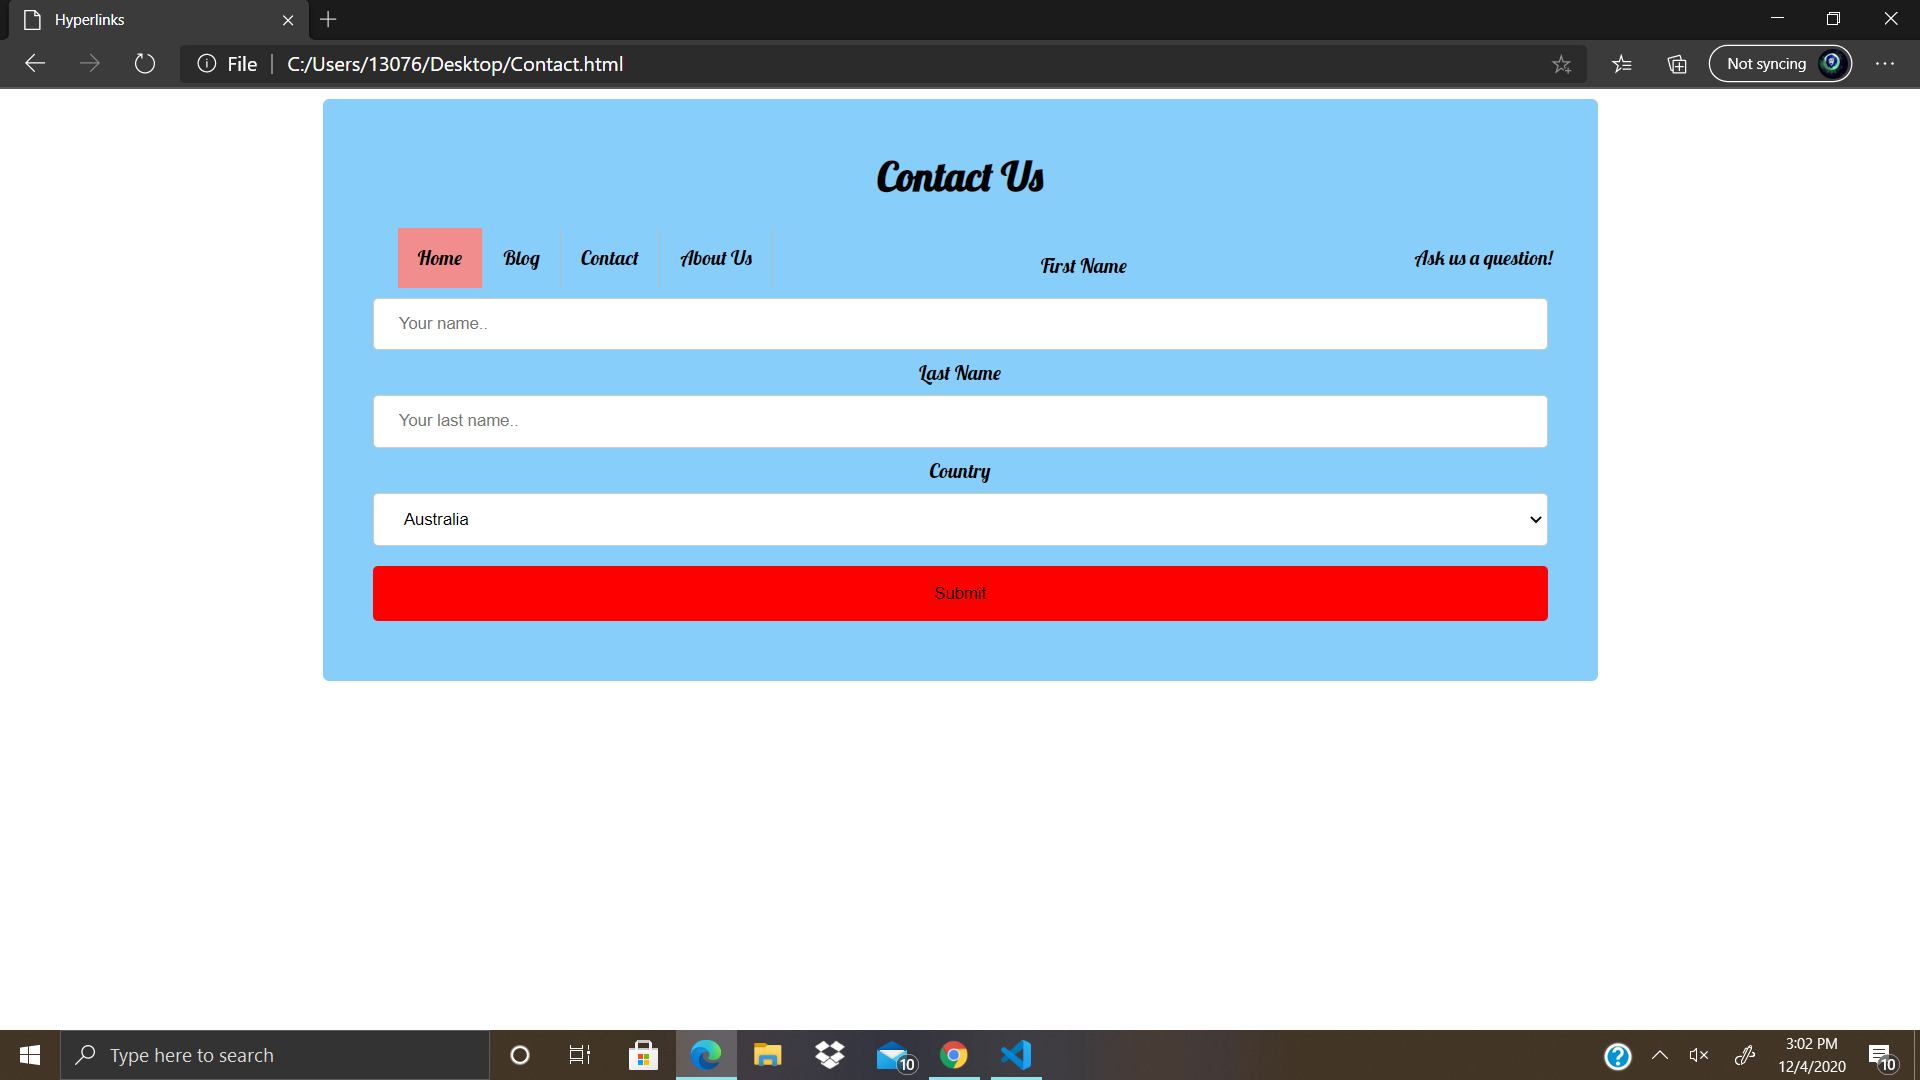 Hyperlinks
File C:/Users/13076/Desktop/Contact.html Not syncing
Contact Us
Home Blog Contact About Us First Name Ask us a question!
Your name..
Last Name
Your last name..
Country
Australia
Submit
Type here to search
10
3:02 PM
12/4/2020
10